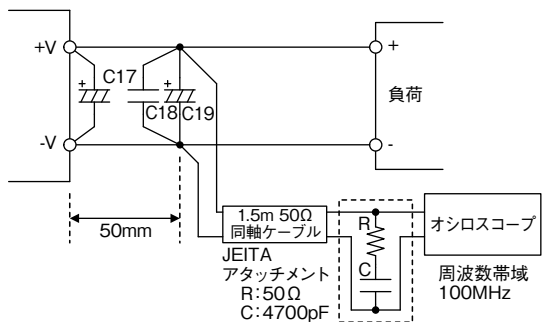 +V
-V
+
C17
C18
+
C19
+
-
負荷
50mm
1.5m 50Ω
同軸ケーブル
JEITA
アタッチメント
R:50Ω
C:4700pF
R
C
オシロスコープ
周波数帯域
100MHz